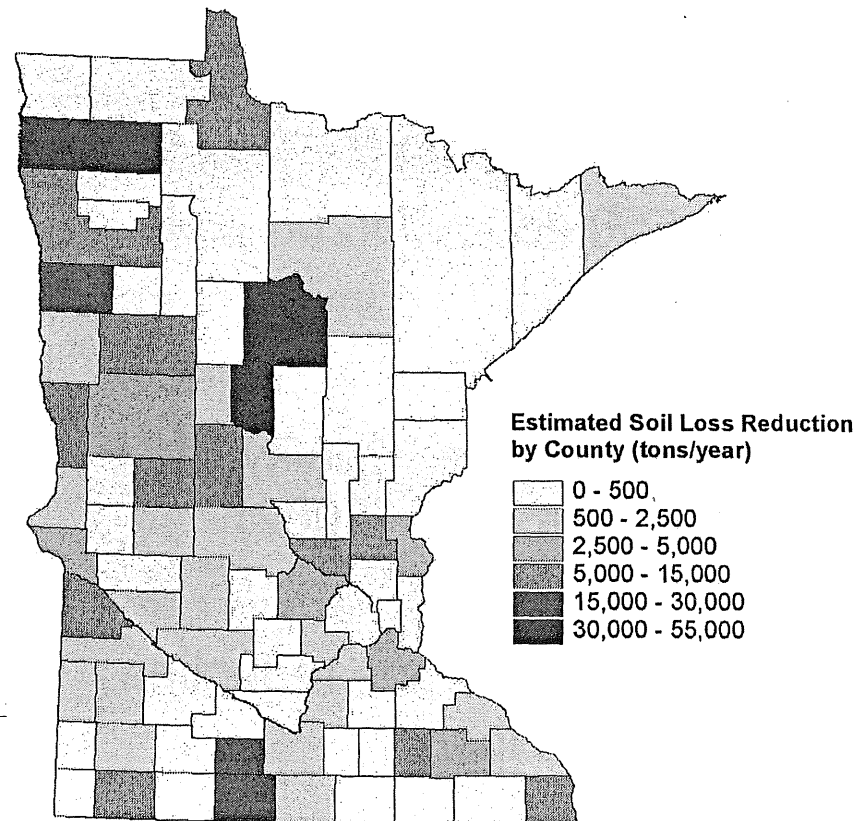 Estimated Soil Loss Reduction
by County (tons/year)
0 - 500
500 - 2,500
2,500 - 5,000
5,000 - 15,000
15,000 - 30,000
30,000 - 55,000